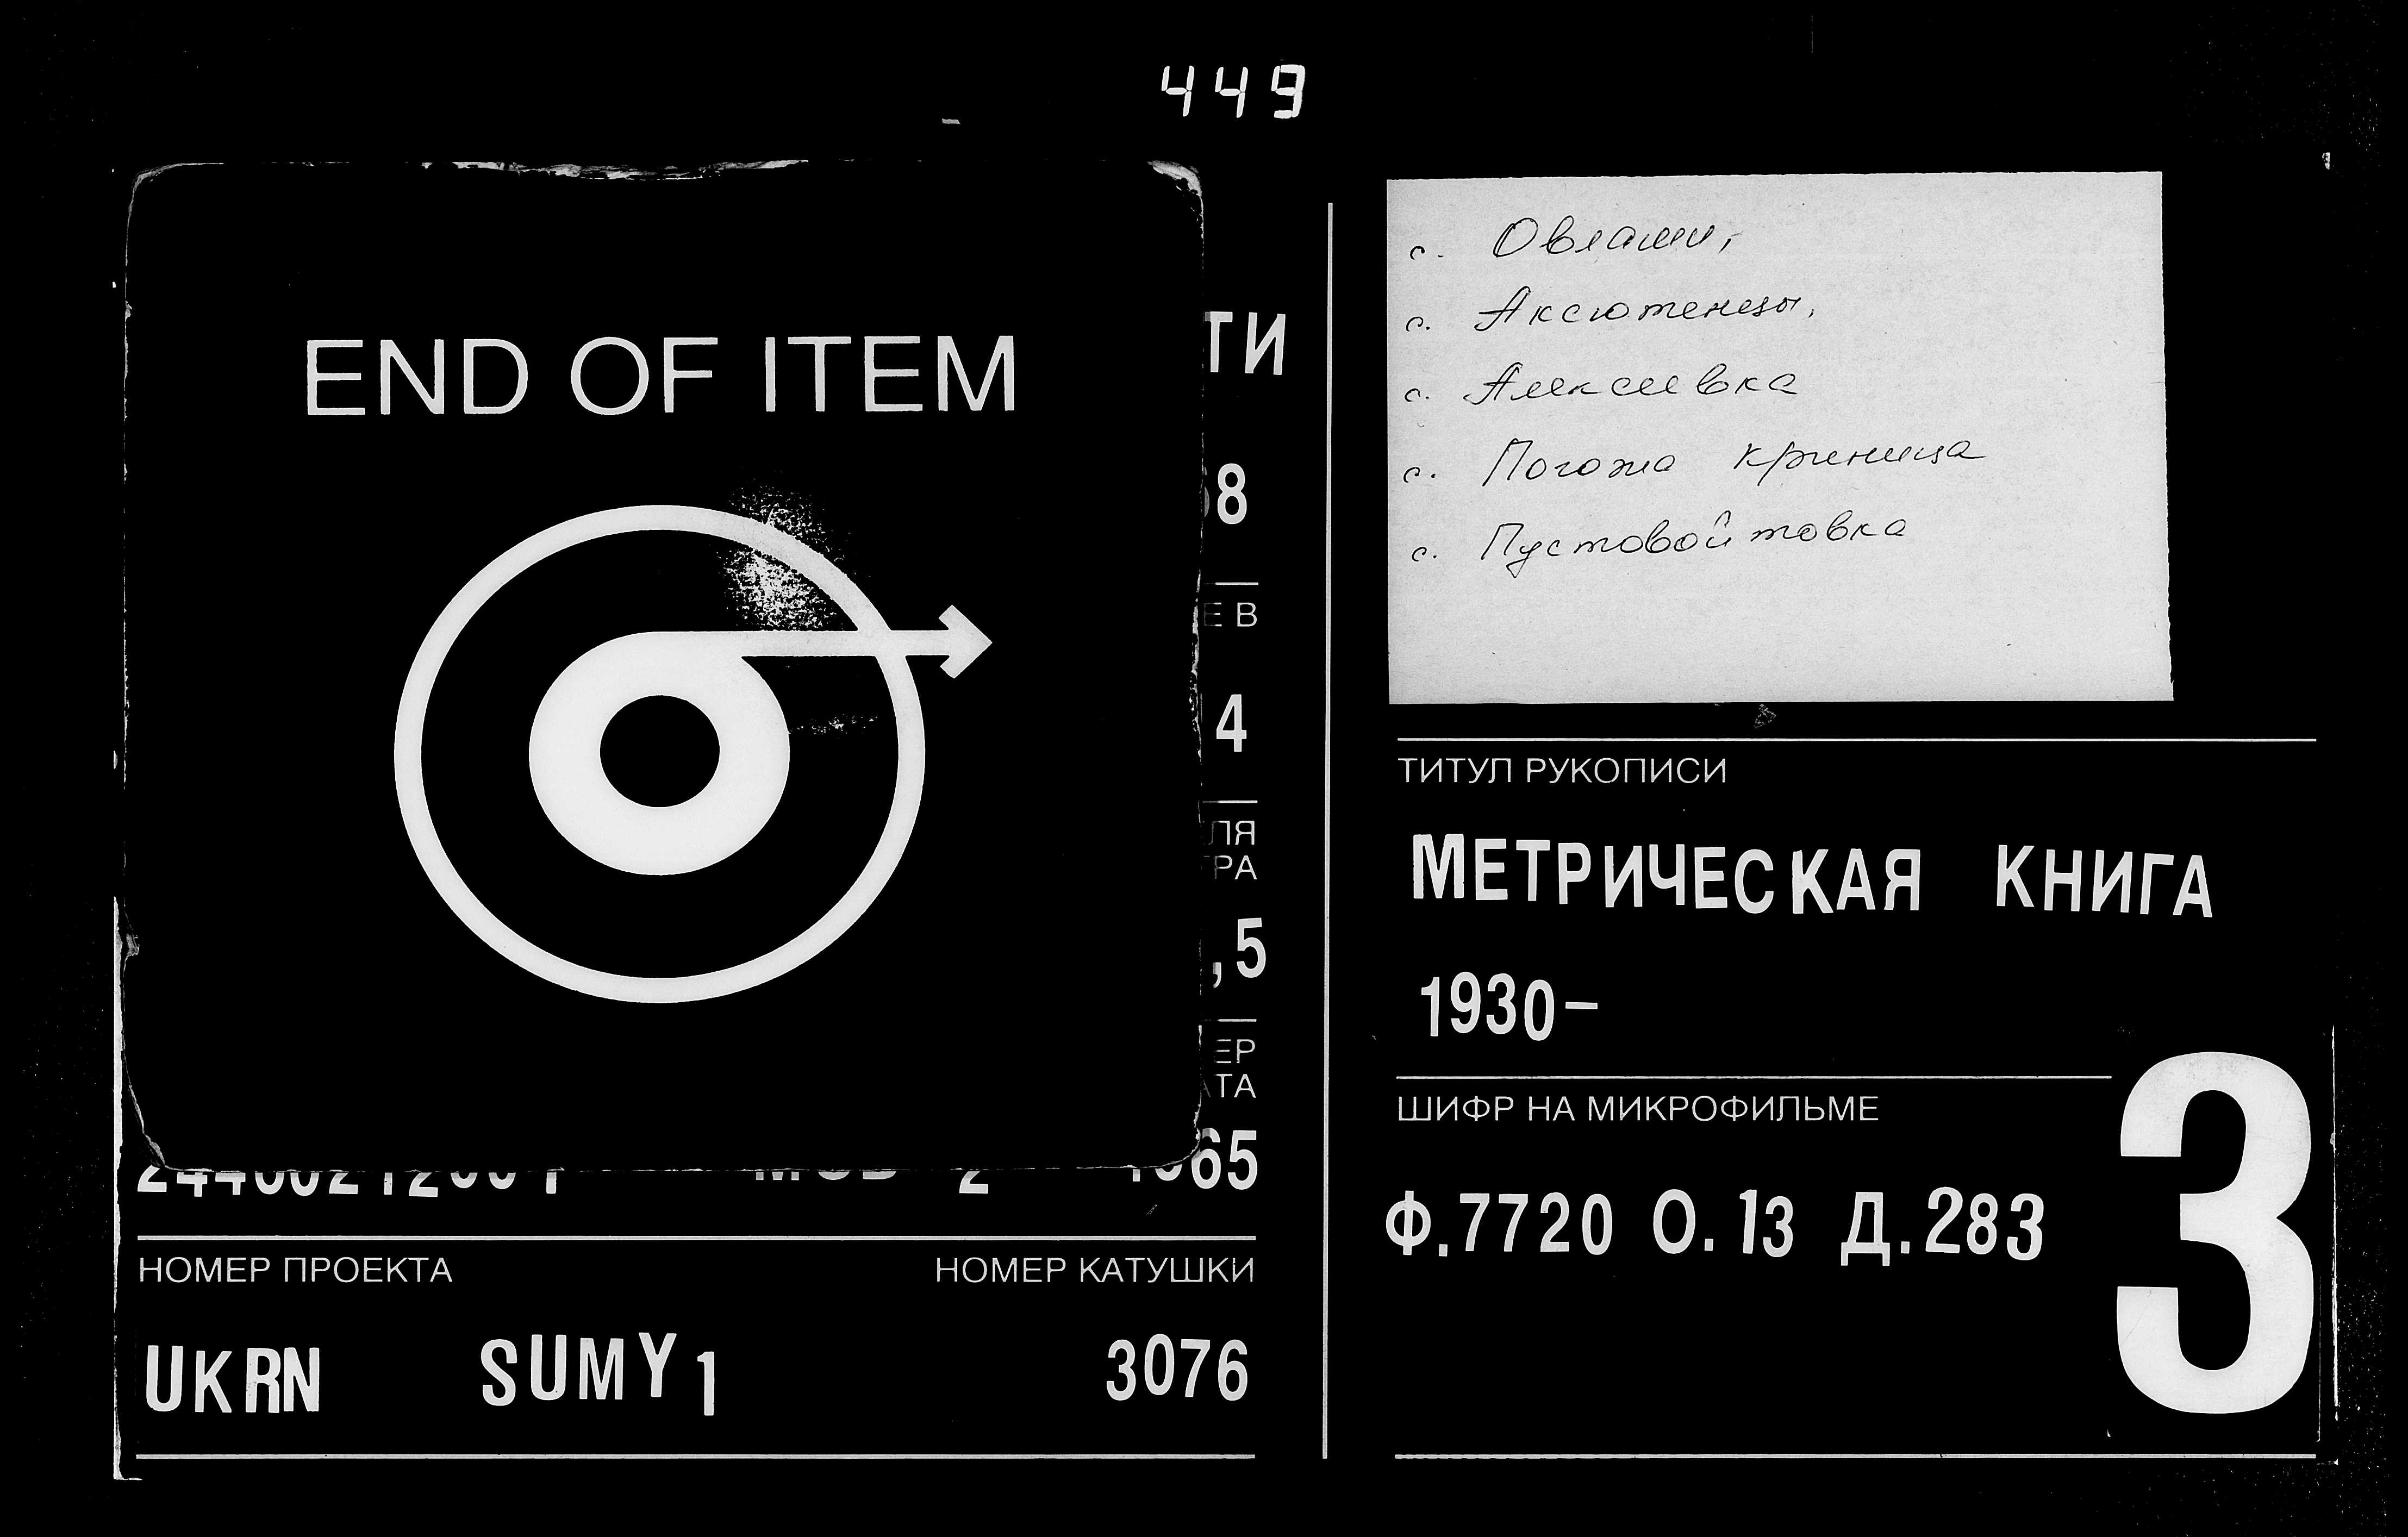 449
END OF ITEM
ТИ
8
Е В
4
ЛЯ
РА
,5
ЕР
ТА
65
НОМЕР ПРОЕКТА
НОМЕР КАТУШКИ
UKRN SUMY 1
3076
с. Овлаши,
с. Аксютенцы,
с. Алексеевка
с. Погожа криница
с. Пустовойтовка
ТИТУЛ РУКОПИСИ
МЕТРИЧЕСКАЯ КНИГА
1930-
ШИФР НА МИКРОФИЛЬМЕ
Ф.7720 О.13 Д.283
3